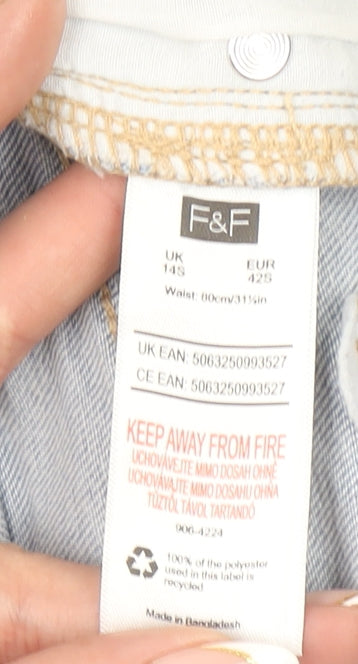 F&F
UK EUR
14S 42S
Waist: 80cm/31½in
UK EAN: 5063250993527
CE EAN: 5063250993527
KEEP AWAY FROM FIRE
UCHOVÁVEJTE MIMO DOSAH OHNĚ
UCHOVÁVAJTE MIMO DOSAHU OHŇA
TŰZTŐL TÁVOL TARTANDÓ
906-4224
100% of the polyester
used in this label is
recycled
Made in Bangladesh